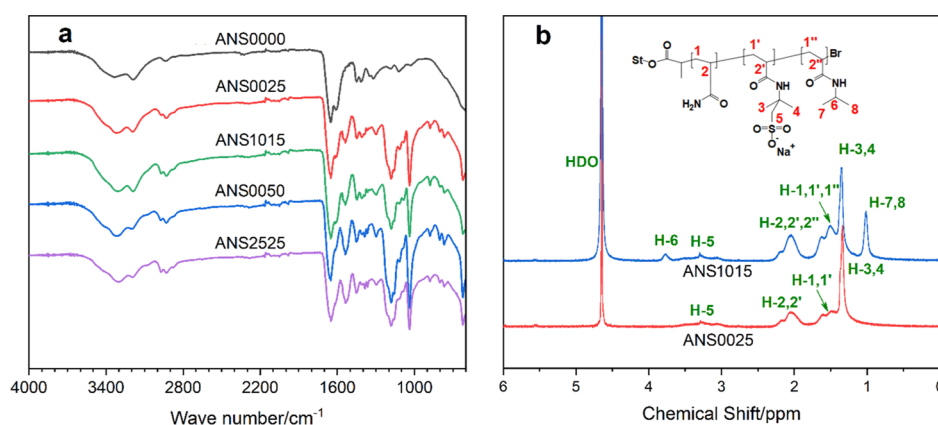 a
ANS0000
ANS0025
ANS1015
ANS0050
ANS2525
4000 3400 2800 2200 1600 1000
Wave number/cm-1
b
1 1' 1'' Br
St-O O 2 2' 2''
O O NH O NH
H2N O 3 4 6
5 7 8
O=S=O
O-
Na+
HDO
H-3,4
H-1,1',1''
H-7,8
H-2,2',2''
H-6 H-5
ANS1015
H-3,4
H-1,1'
H-2,2'
H-5
ANS0025
6 5 4 3 2 1 0
Chemical Shift/ppm